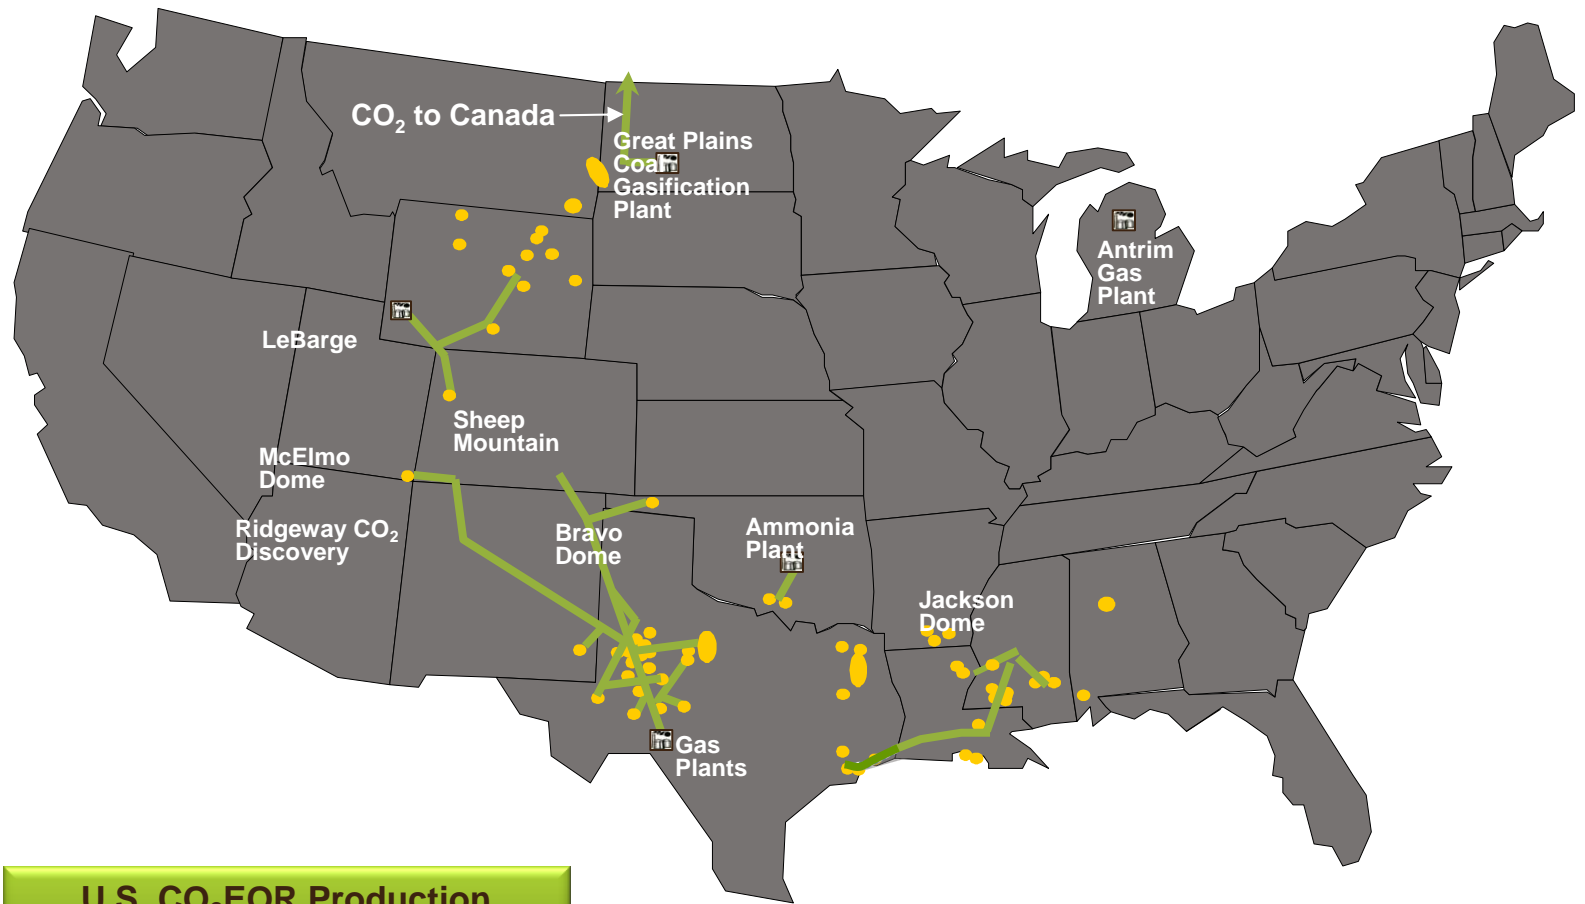 CO₂ to Canada
Great Plains
Coal
Gasification
Plant
Antrim
Gas
Plant
LeBarge
Sheep
Mountain
McElmo
Dome
Ridgeway CO₂
Discovery
Bravo
Dome
Ammonia
Plant
Jackson
Dome
Gas
Plants
U.S. CO₂EOR Production